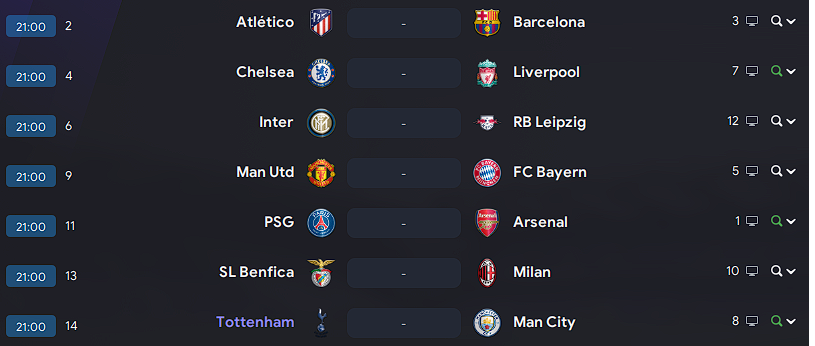 21:00 2 Atlético - Barcelona 3
21:00 4 Chelsea - Liverpool 7
21:00 6 Inter - RB Leipzig 12
21:00 9 Man Utd - FC Bayern 5
21:00 11 PSG - Arsenal 1
21:00 13 SL Benfica - Milan 10
21:00 14 Tottenham - Man City 8